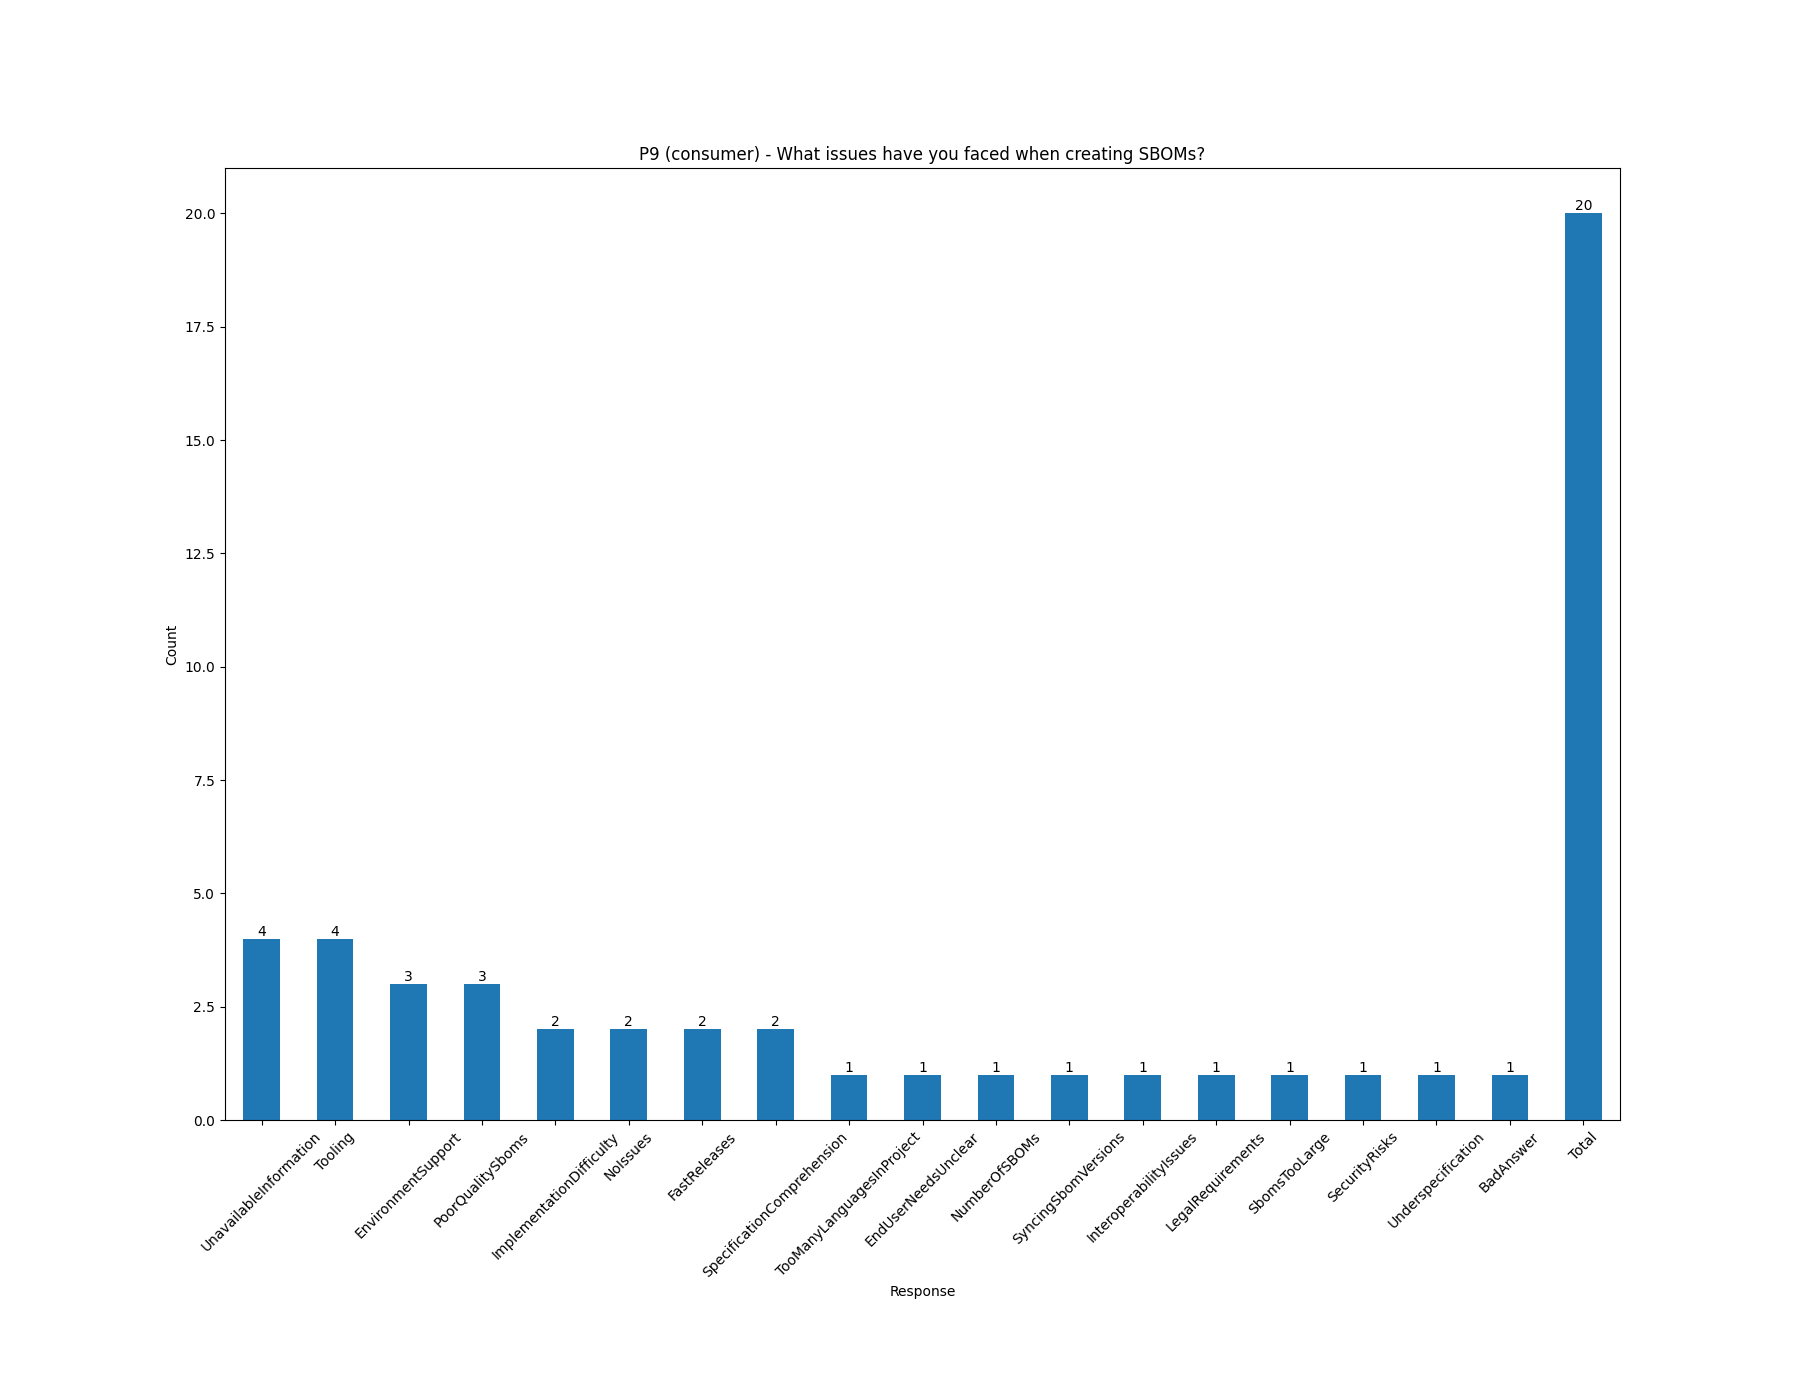 P9 (consumer) - What issues have you faced when creating SBOMs?
20.0
17.5
15.0
12.5
10.0
7.5
5.0
2.5
0.0
Count
4
4
3
3
2
2
2
2
1
1
1
1
1
1
1
1
1
1
20
UnavailableInformation
Tooling
EnvironmentSupport
PoorQualitySboms
ImplementationDifficulty
NoIssues
FastReleases
SpecificationComprehension
TooManyLanguagesInProject
EndUserNeedsUnclear
NumberOfSBOMs
SyncingSbomVersions
InteroperabilityIssues
LegalRequirements
SbomsTooLarge
SecurityRisks
Underspecification
BadAnswer
Total
Response